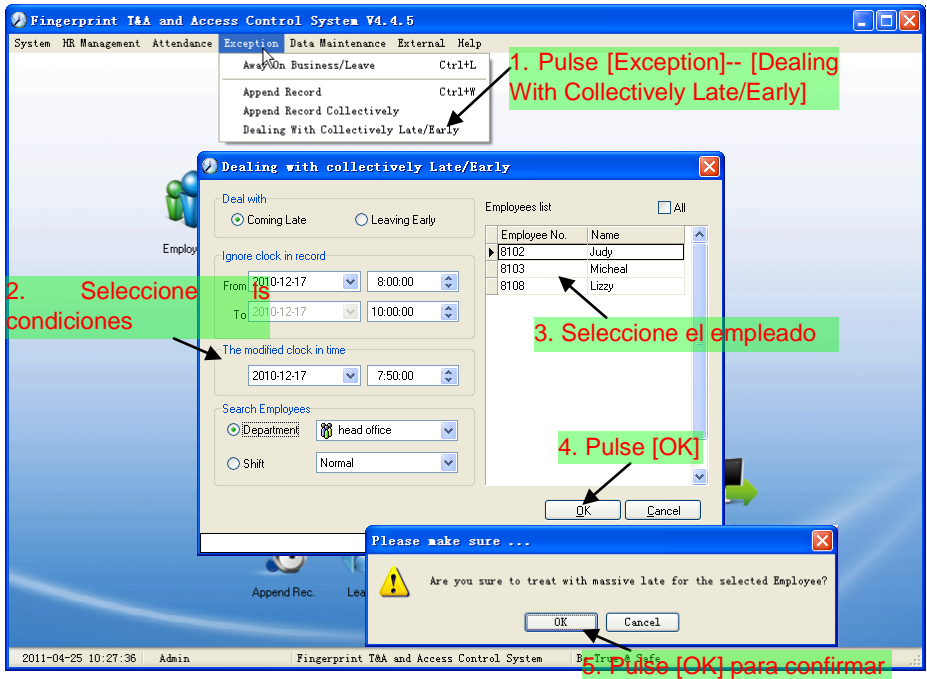 Fingerprint T&A and Access Control System V4.4.5
System HR Management Attendance Exception Data Maintenance External Help
Away On Business/Leave Ctrl+L
Append Record Ctrl+W
Append Record Collectively
Dealing With Collectively Late/Early
1. Pulse [Exception]-- [Dealing
With Collectively Late/Early]
Employ
Dealing with collectively Late/Early
Deal with
Coming Late Leaving Early
Ignore clock in record
From 2010-12-17 8:00:00
To 2010-12-17 10:00:00
2. Seleccione ls
condiciones
The modified clock in time
2010-12-17 7:50:00
Search Employees
Department head office
Shift Normal
Employees list All
Employee No. Name
8102 Judy
8103 Micheal
8108 Lizzy
3. Seleccione el empleado
4. Pulse [OK]
OK Cancel
Please make sure ...
Are you sure to treat with massive late for the selected Employee?
OK Cancel
Append Rec. Lea
5. Pulse [OK] para confirmar
2011-04-25 10:27:36 Admin Fingerprint T&A and Access Control System Be True & Safe